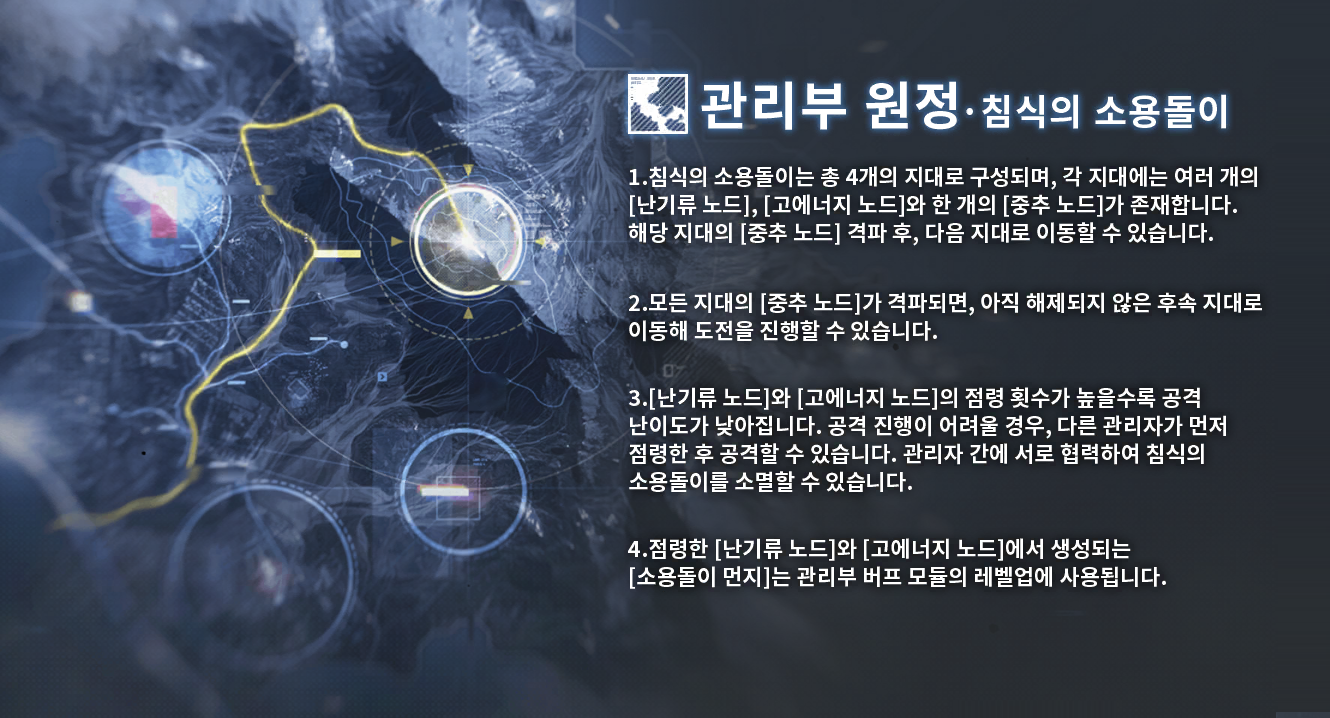 관리부 원정·침식의 소용돌이
1.침식의 소용돌이는 총 4개의 지대로 구성되며, 각 지대에는 여러 개의
[난기류 노드], [고에너지 노드]와 한 개의 [중추 노드]가 존재합니다.
해당 지대의 [중추 노드] 격파 후, 다음 지대로 이동할 수 있습니다.
2.모든 지대의 [중추 노드]가 격파되면, 아직 해제되지 않은 후속 지대로
이동해 도전을 진행할 수 있습니다.
3.[난기류 노드]와 [고에너지 노드]의 점령 횟수가 높을수록 공격
난이도가 낮아집니다. 공격 진행이 어려울 경우, 다른 관리자가 먼저
점령한 후 공격할 수 있습니다. 관리자 간에 서로 협력하여 침식의
소용돌이를 소멸할 수 있습니다.
4.점령한 [난기류 노드]와 [고에너지 노드]에서 생성되는
[소용돌이 먼지]는 관리부 버프 모듈의 레벨업에 사용됩니다.